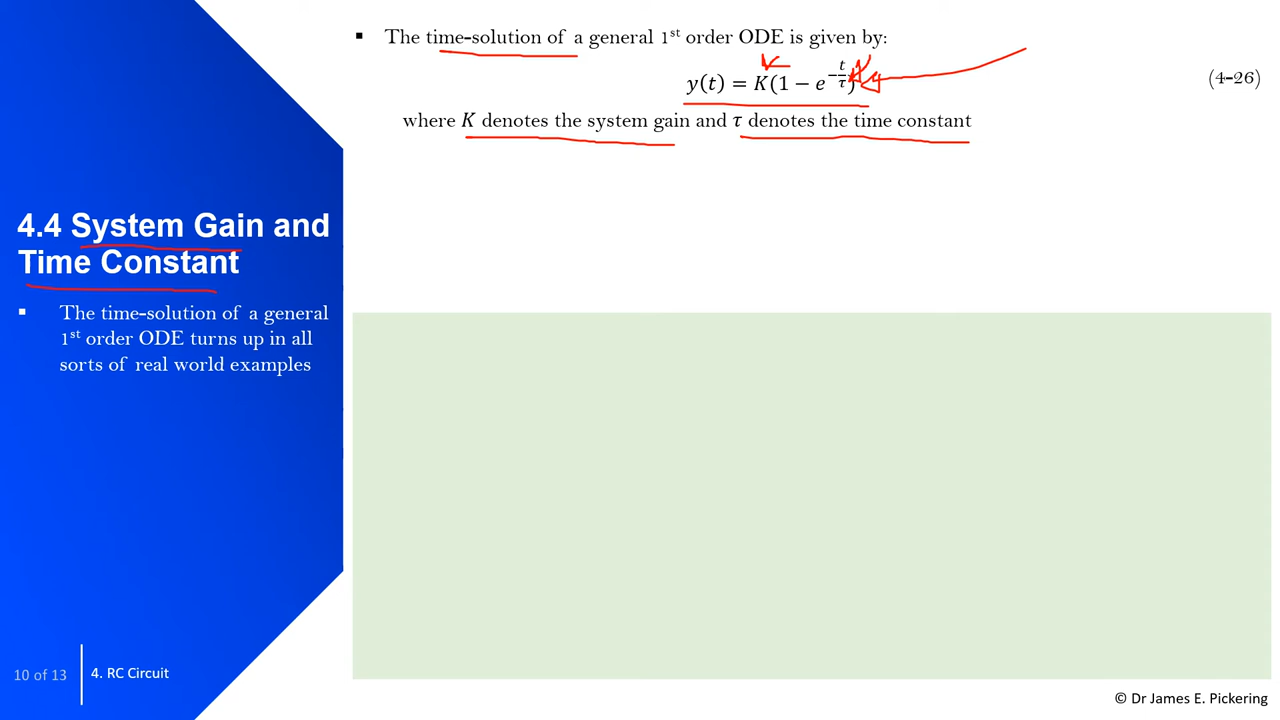 ▪ The time-solution of a general 1st order ODE is given by:
y(t) = K(1 − e^{−t/τ}) (4-26)
where K denotes the system gain and τ denotes the time constant
4.4 System Gain and
Time Constant
▪ The time-solution of a general
1st order ODE turns up in all
sorts of real world examples
10 of 13
4. RC Circuit
© Dr James E. Pickering